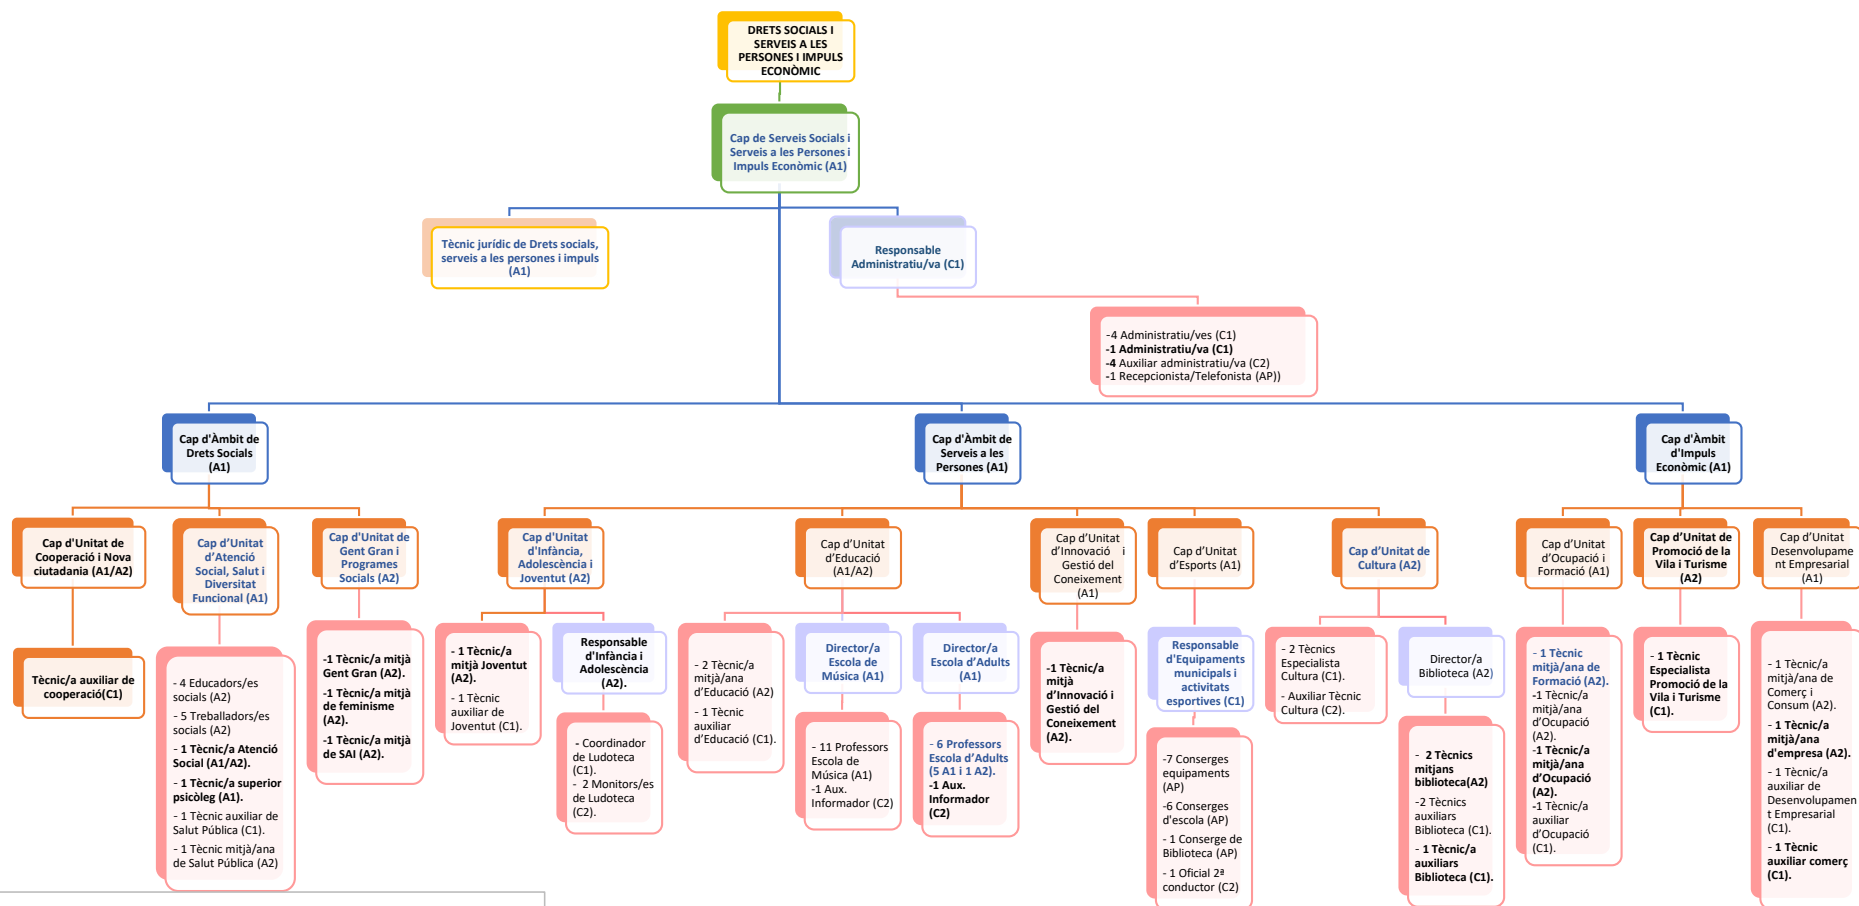 DRETS SOCIALS I
SERVEIS A LES
PERSONES I IMPULS
ECONÒMIC
Cap de Serveis Socials i
Serveis a les Persones i
Impuls Econòmic (A1)
Tècnic jurídic de Drets socials,
serveis a les persones i impuls
(A1)
Responsable
Administratiu/va (C1)
-4 Administratiu/ves (C1)
-1 Administratiu/va (C1)
-4 Auxiliar administratiu/va (C2)
-1 Recepcionista/Telefonista (AP))
Cap d'Àmbit de
Drets Socials
(A1)
Cap d'Àmbit de
Serveis a les
Persones (A1)
Cap d'Àmbit
d'Impuls
Econòmic (A1)
Cap d'Unitat de
Cooperació i Nova
ciutadania (A1/A2)
Cap d’Unitat
d’Atenció
Social, Salut i
Diversitat
Funcional (A1)
Cap d'Unitat de
Gent Gran i
Programes
Socials (A2)
Cap d'Unitat
d'Infància,
Adolescència i
Joventut (A2)
Cap d’Unitat
d’Educació
(A1/A2)
Cap d’Unitat
d’Innovació i
Gestió del
Coneixement
(A1)
Cap d’Unitat
d’Esports (A1)
Cap d’Unitat de
Cultura (A2)
Cap d’Unitat
d’Ocupació i
Formació (A1)
Cap d’Unitat de
Promoció de la
Vila i Turisme
(A2)
Cap d’Unitat
Desenvolupame
nt Empresarial
(A1)
Tècnic/a auxiliar de
cooperació(C1)
- 4 Educadors/es
socials (A2)
- 5 Treballadors/es
socials (A2)
- 1 Tècnic/a Atenció
Social (A1/A2).
- 1 Tècnic/a superior
psicòleg (A1).
- 1 Tècnic auxiliar de
Salut Pública (C1).
- 1 Tècnic mitjà/ana
de Salut Pública (A2)
-1 Tècnic/a mitjà
Gent Gran (A2).
-1 Tècnic/a mitjà
de feminisme
(A2).
-1 Tècnic/a mitjà
de SAI (A2).
- 1 Tècnic/a
mitjà Joventut
(A2).
- 1 Tècnic
auxiliar de
Joventut (C1).
Responsable
d'Infància i
Adolescència
(A2).
- Coordinador
de Ludoteca
(C1).
- 2 Monitors/es
de Ludoteca
(C2).
- 2 Tècnic/a
mitjà/ana
d’Educació (A2)
- 1 Tècnic
auxiliar
d’Educació (C1).
Director/a
Escola de
Música (A1)
- 11 Professors
Escola de
Música (A1)
-1 Aux.
Informador (C2)
Director/a
Escola d’Adults
(A1)
- 6 Professors
Escola d’Adults
(5 A1 i 1 A2).
-1 Aux.
Informador
(C2)
-1 Tècnic/a
mitjà
d’Innovació i
Gestió del
Coneixement
(A2).
Responsable
d'Equipaments
municipals i
activitats
esportives (C1)
-7 Conserges
equipaments
(AP)
-6 Conserges
d'escola (AP)
- 1 Conserge de
Biblioteca (AP)
- 1 Oficial 2ª
conductor (C2)
- 2 Tècnics
Especialista
Cultura (C1).
- Auxiliar Tècnic
Cultura (C2).
Director/a
Biblioteca (A2)
- 2 Tècnics
mitjans
biblioteca(A2)
-2 Tècnics
auxiliars
Biblioteca (C1).
- 1 Tècnic/a
auxiliars
Biblioteca (C1).
- 1 Tècnic
mitjà/ana de
Formació (A2).
-1 Tècnic/a
mitjà/ana
d’Ocupació
(A2).
-1 Tècnic/a
mitjà/ana
d’Ocupació
(A2).
-1 Tècnic/a
auxiliar
d’Ocupació
(C1).
- 1 Tècnic
Especialista
Promoció de la
Vila i Turisme
(C1).
- 1 Tècnic/a
mitjà/ana de
Comerç i
Consum (A2).
- 1 Tècnic/a
mitjà/ana
d'empresa (A2).
- 1 Tècnic/a
auxiliar de
Desenvolupamen
t Empresarial
(C1).
- 1 Tècnic
auxiliar comerç
(C1).